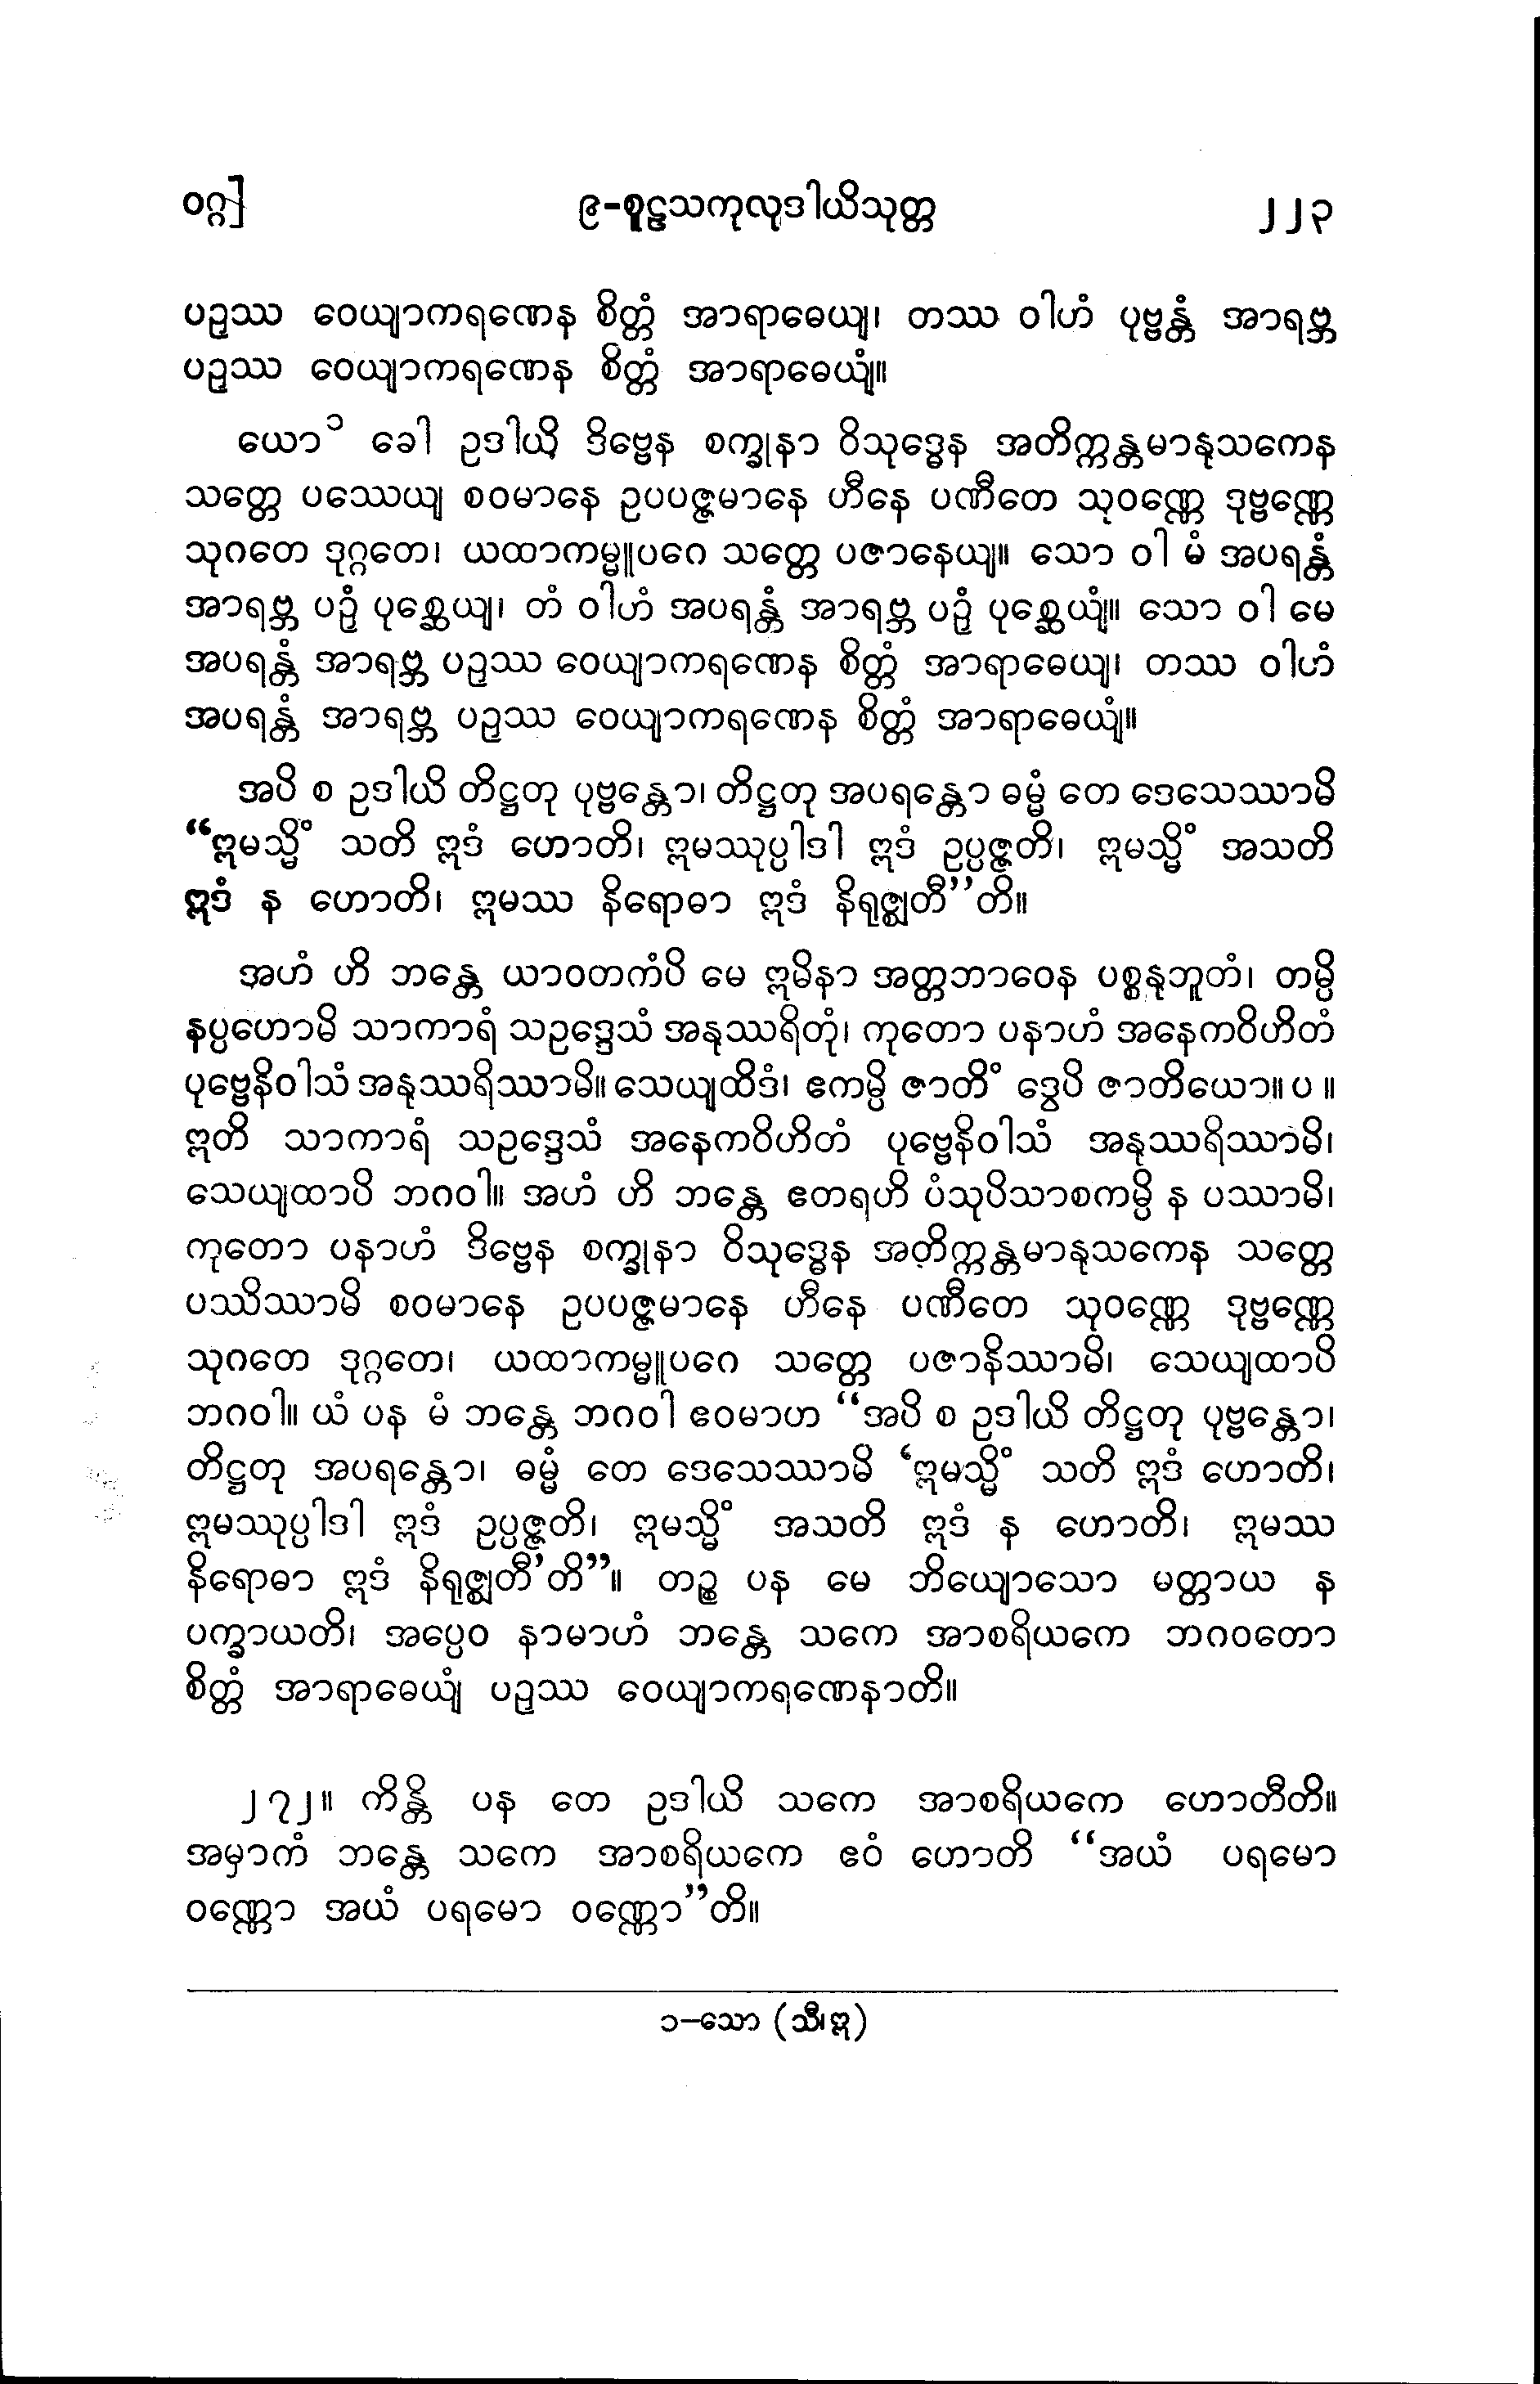 ဝဂ္ဂ]
၉-စူဠသကုလုဒါယိသုတ္တ
၂၂၃
ပဉှဿ ဝေယျာကရဏေန စိတ္တံ အာရာဓေယျ၊ တဿ ဝါဟံ ပုဗ္ဗန္တံ အာရဗ္ဘ
ပဉှဿ ဝေယျာကရဏေန စိတ္တံ အာရာဓေယျံ။
ယော၁ ခေါ ဥဒါယိ ဒိဗ္ဗေန စက္ခုနာ ဝိသုဒ္ဓေန အတိက္ကန္တမာနုသကေန
သတ္တေ ပဿေယျ စဝမာနေ ဥပပဇ္ဇမာနေ ဟီနေ ပဏီတေ သုဝဏ္ဏေ ဒုဗ္ဗဏ္ဏေ
သုဂတေ ဒုဂ္ဂတေ၊ ယထာကမ္မူပဂေ သတ္တေ ပဇာနေယျ။ သော ဝါ မံ အပရန္တံ
အာရဗ္ဘ ပဉှံ ပုစ္ဆေယျ၊ တံ ဝါဟံ အပရန္တံ အာရဗ္ဘ ပဉှံ ပုစ္ဆေယျံ။ သော ဝါ မေ
အပရန္တံ အာရဗ္ဘ ပဉှဿ ဝေယျာကရဏေန စိတ္တံ အာရာဓေယျ၊ တဿ ဝါဟံ
အပရန္တံ အာရဗ္ဘ ပဉှဿ ဝေယျာကရဏေန စိတ္တံ အာရာဓေယျံ။
အပိ စ ဥဒါယိ တိဋ္ဌတု ပုဗ္ဗန္တော၊ တိဋ္ဌတု အပရန္တော ဓမ္မံ တေ ဒေသေဿာမိ
“ဣမသ္မိံ သတိ ဣဒံ ဟောတိ၊ ဣမဿုပ္ပါဒါ ဣဒံ ဥပ္ပဇ္ဇတိ၊ ဣမသ္မိံ အသတိ
ဣဒံ န ဟောတိ၊ ဣမဿ နိရောဓာ ဣဒံ နိရုဇ္ဈတီ”တိ။
အဟံ ဟိ ဘန္တေ ယာဝတကံပိ မေ ဣမိနာ အတ္တဘာဝေန ပစ္စနုဘူတံ၊ တမ္ပိ
နပ္ပဟောမိ သာကာရံ သဥဒ္ဒေသံ အနုဿရိတုံ၊ ကုတော ပနာဟံ အနေကဝိဟိတံ
ပုဗ္ဗေနိဝါသံ အနုဿရိဿာမိ။ သေယျထိဒံ၊ ဧကမ္ပိ ဇာတိံ ဒွေပိ ဇာတိယော။ ပ ။
ဣတိ သာကာရံ သဥဒ္ဒေသံ အနေကဝိဟိတံ ပုဗ္ဗေနိဝါသံ အနုဿရိဿာမိ၊
သေယျထာပိ ဘဂဝါ။ အဟံ ဟိ ဘန္တေ ဧတရဟိ ပံသုပိသာစကမ္ပိ န ပဿာမိ၊
ကုတော ပနာဟံ ဒိဗ္ဗေန စက္ခုနာ ဝိသုဒ္ဓေန အတိက္ကန္တမာနုသကေန သတ္တေ
ပဿိဿာမိ စဝမာနေ ဥပပဇ္ဇမာနေ ဟီနေ ပဏီတေ သုဝဏ္ဏေ ဒုဗ္ဗဏ္ဏေ
သုဂတေ ဒုဂ္ဂတေ၊ ယထာကမ္မူပဂေ သတ္တေ ပဇာနိဿာမိ၊ သေယျထာပိ
ဘဂဝါ။ ယံ ပန မံ ဘန္တေ ဘဂဝါ ဧဝမာဟ “အပိ စ ဥဒါယိ တိဋ္ဌတု ပုဗ္ဗန္တော၊
တိဋ္ဌတု အပရန္တော၊ ဓမ္မံ တေ ဒေသေဿာမိ ‘ဣမသ္မိံ သတိ ဣဒံ ဟောတိ၊
ဣမဿုပ္ပါဒါ ဣဒံ ဥပ္ပဇ္ဇတိ၊ ဣမသ္မိံ အသတိ ဣဒံ န ဟောတိ၊ ဣမဿ
နိရောဓာ ဣဒံ နိရုဇ္ဈတီ’တိ”။ တဉ္စ ပန မေ ဘိယျောသော မတ္တာယ န
ပက္ခာယတိ၊ အပ္ပေဝ နာမာဟံ ဘန္တေ သကေ အာစရိယကေ ဘဂဝတော
စိတ္တံ အာရာဓေယျံ ပဉှဿ ဝေယျာကရဏေနာတိ။
၂၇၂။ ကိန္တိ ပန တေ ဥဒါယိ သကေ အာစရိယကေ ဟောတီတိ။
အမှာကံ ဘန္တေ သကေ အာစရိယကေ ဧဝံ ဟောတိ “အယံ ပရမော
ဝဏ္ဏော အယံ ပရမော ဝဏ္ဏော”တိ။
၁–သော (သီ၊ ဣ)